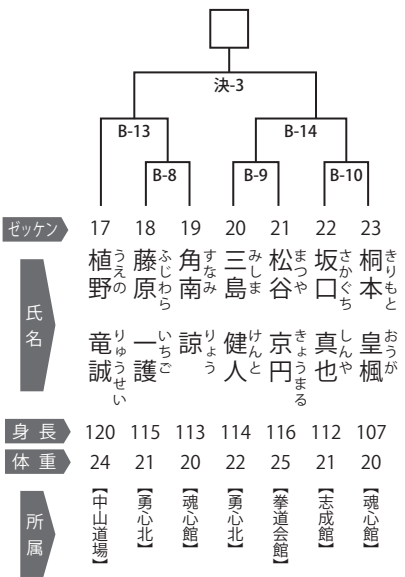 決-3
B-13
B-14
B-8
B-9
B-10
ゼッケン
17
18
19
20
21
22
23
氏名
植野 竜誠
うえの りゅうせい
藤原 一護
ふじわら いちご
角南 諒
すなみ りょう
三島 健人
みしま けんと
松谷 京円
まつや きょうまる
坂口 真也
さかぐち しんや
桐本 皇楓
きりもと おうが
身長
120
115
113
114
116
112
107
体重
24
21
20
22
25
21
20
所属
【中山道場】
【勇心北】
【魂心館】
【勇心北】
【拳道会館】
【志成館】
【魂心館】